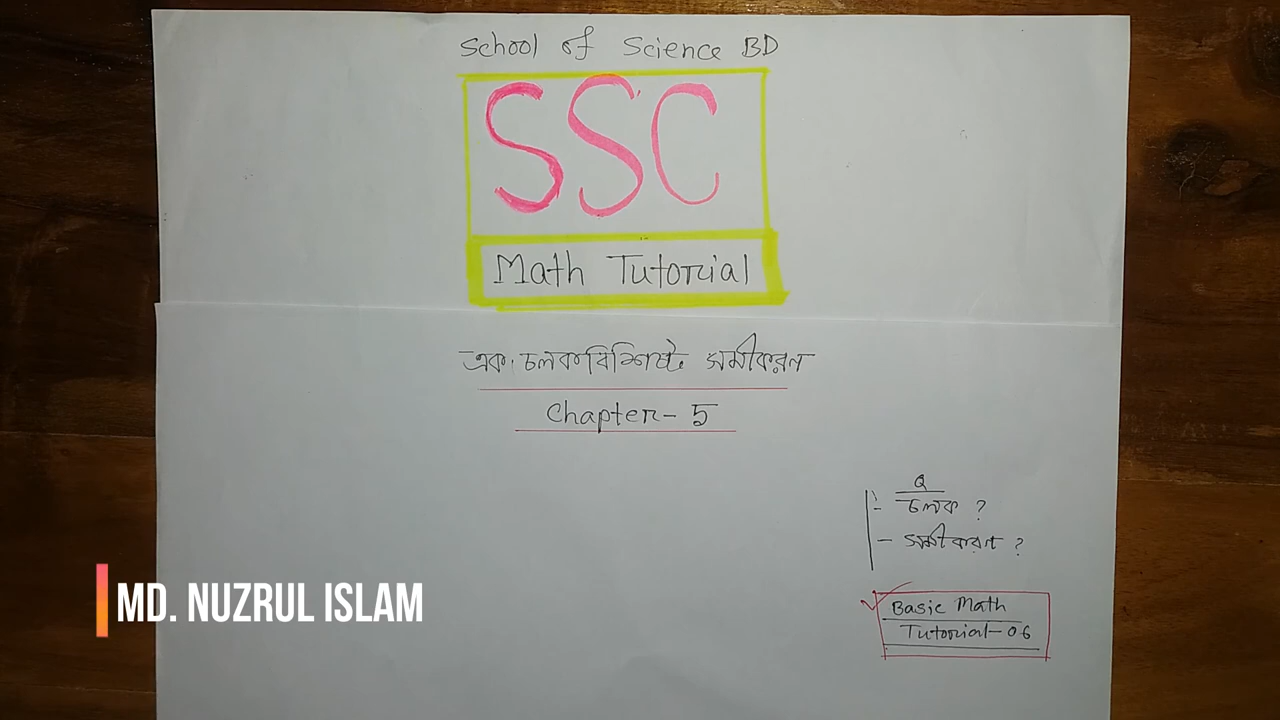 School of Science BD
SSC
Math Tutorial
এক চলকবিশিষ্ট সমীকরণ
Chapter- 5
Q
- চলক ?
- সমীকরণ ?
Basic Math
Tutorial-06
MD. NUZRUL ISLAM